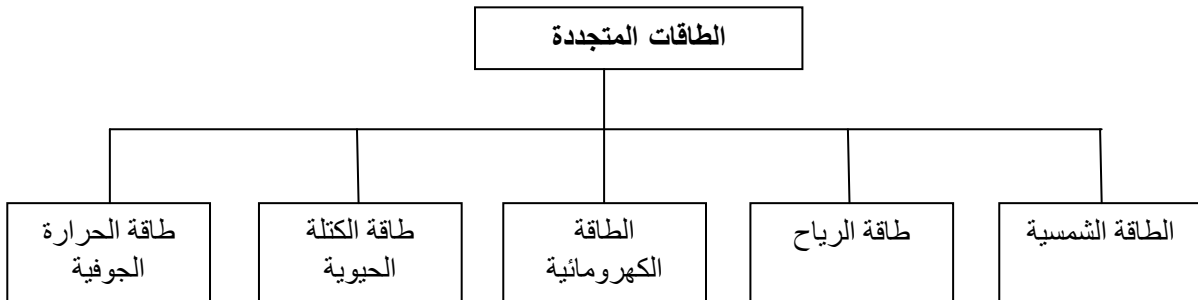 الطاقات المتجددة
الطاقة الشمسية
طاقة الرياح
الطاقة
الكهرومائية
طاقة الكتلة
الحيوية
طاقة الحرارة
الجوفية